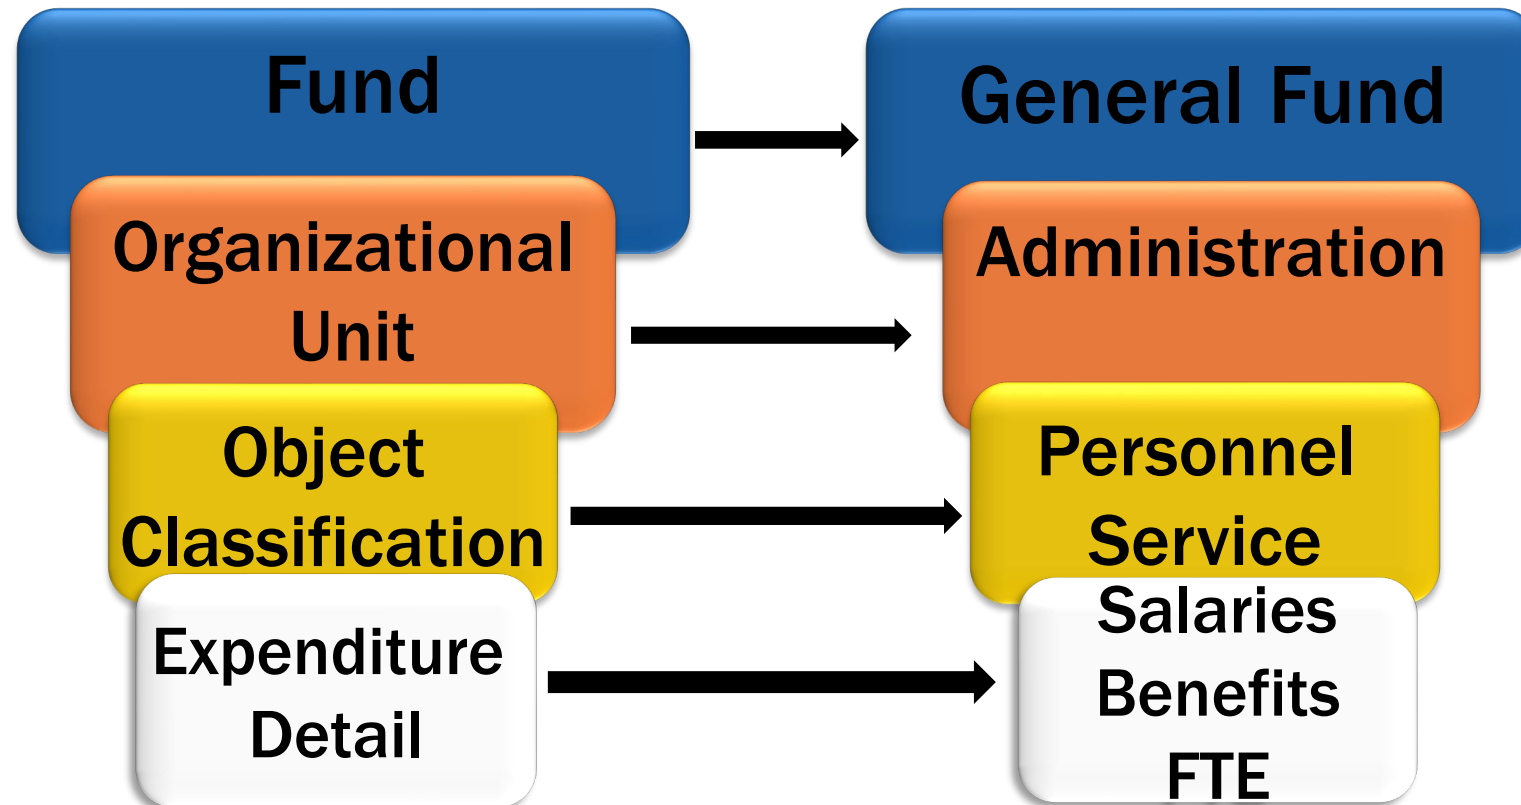 Fund
General Fund
Organizational
Unit
Administration
Object
Classification
Personnel
Service
Expenditure
Detail
Salaries
Benefits
FTE